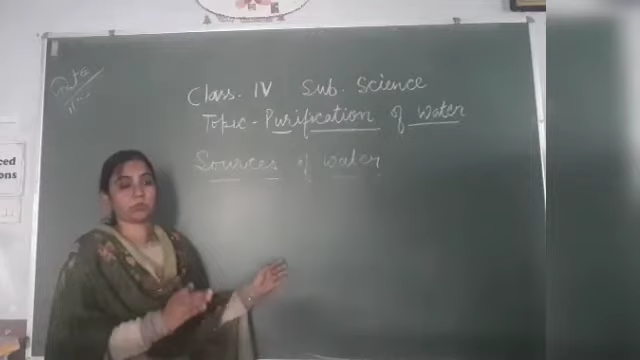 Date
Class. IV Sub. Science
Topic - Purification of water
Sources of water
ced
ons